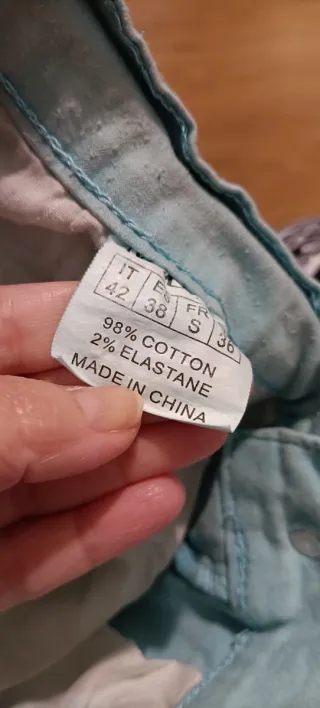 IT ES FR
42 38 S 36
98% COTTON
2% ELASTANE
MADE IN CHINA